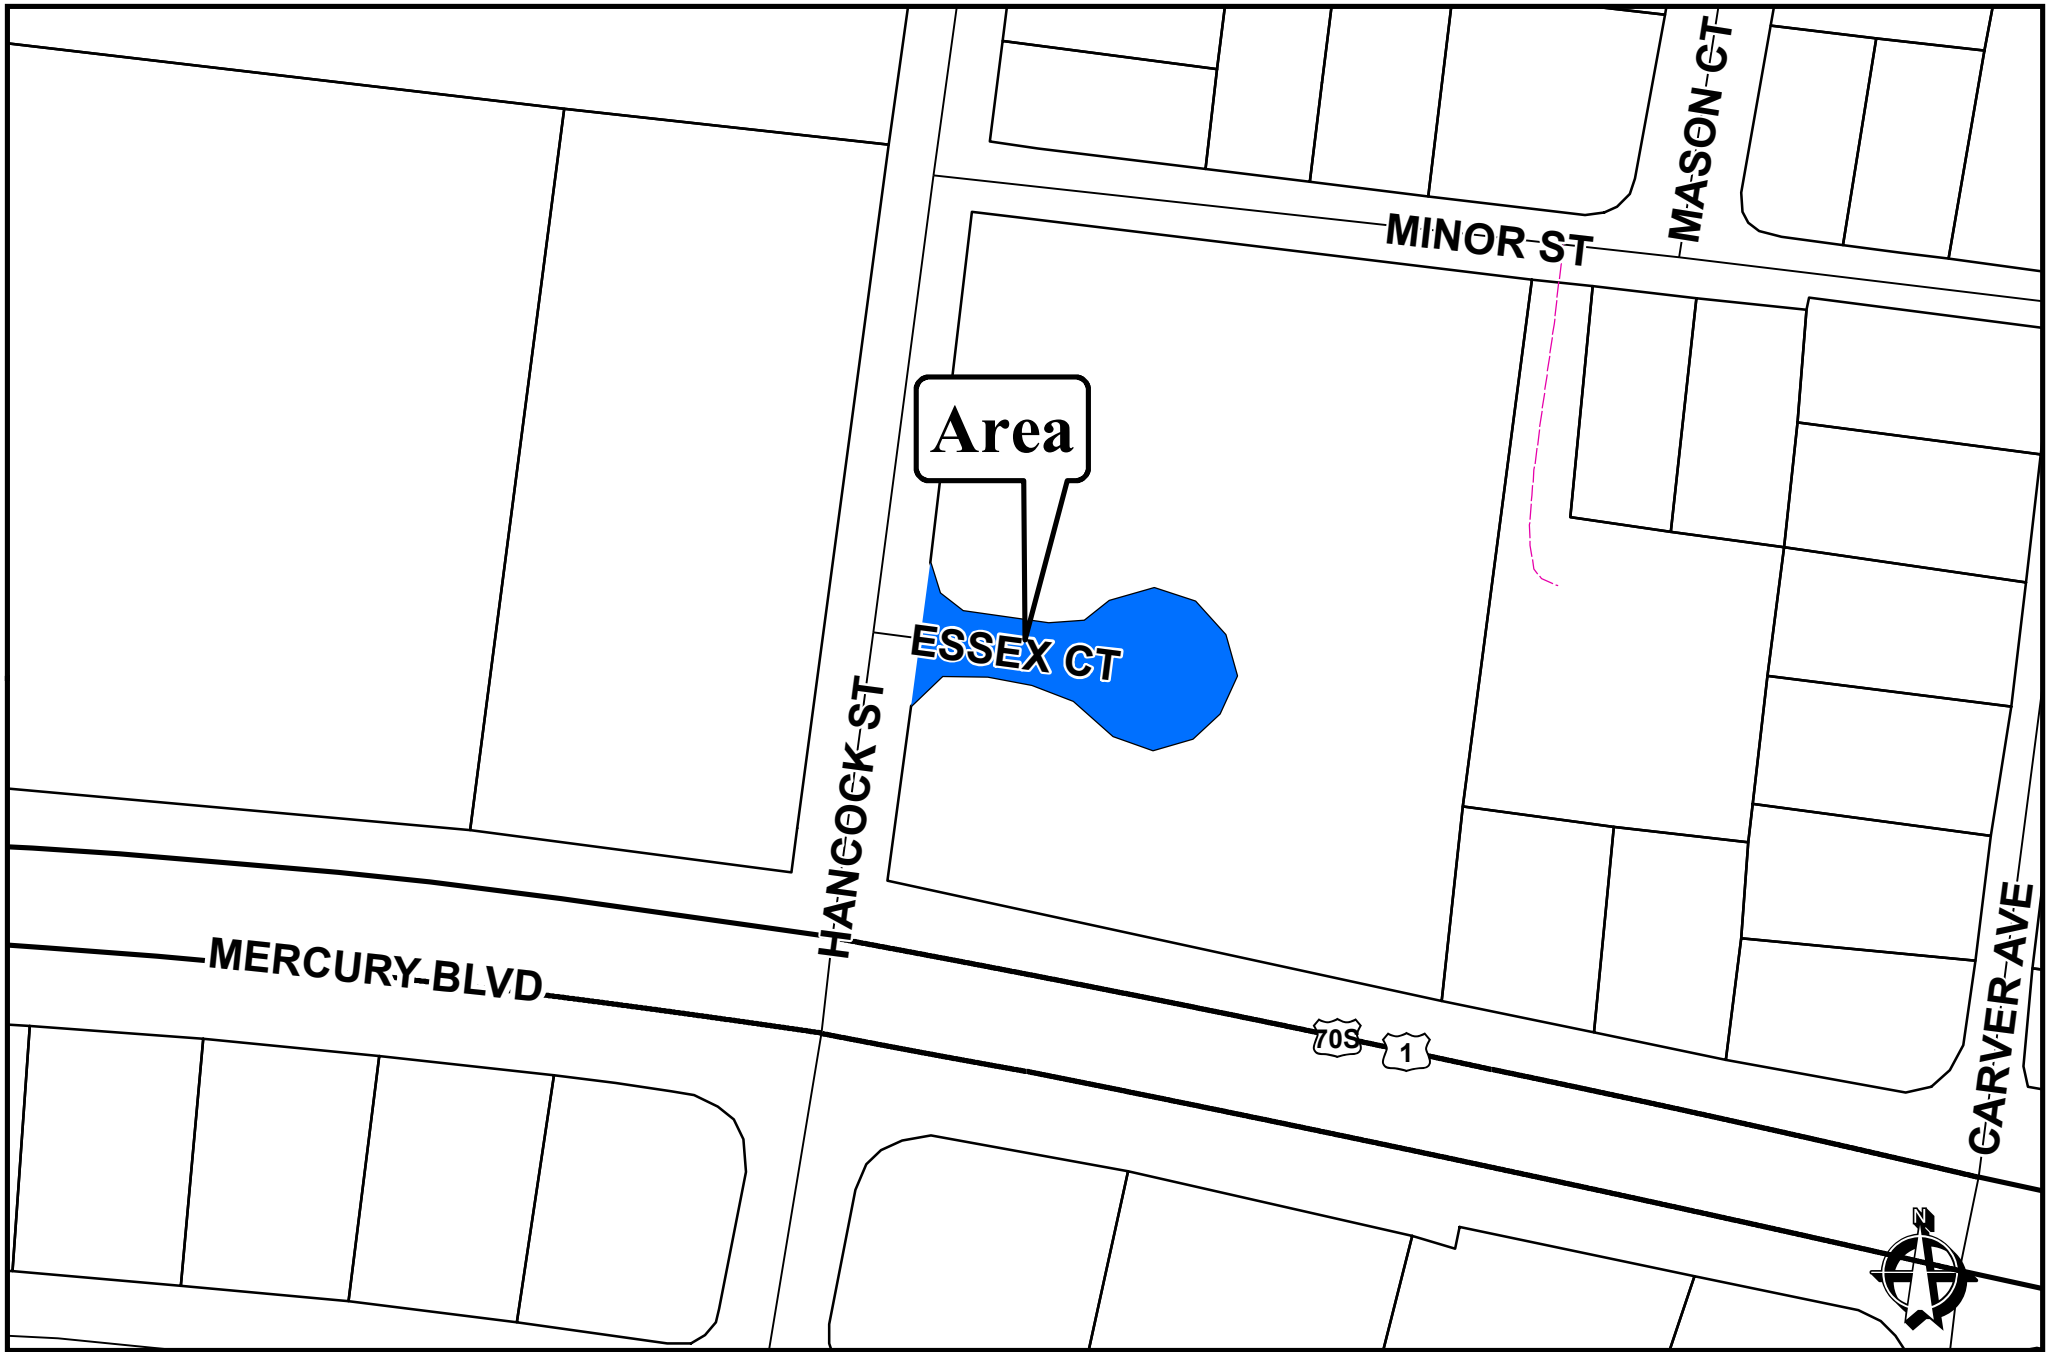 MASON CT
MINOR ST
Area
ESSEX CT
HANCOCK ST
MERCURY BLVD
70S
1
CARVER AVE
N